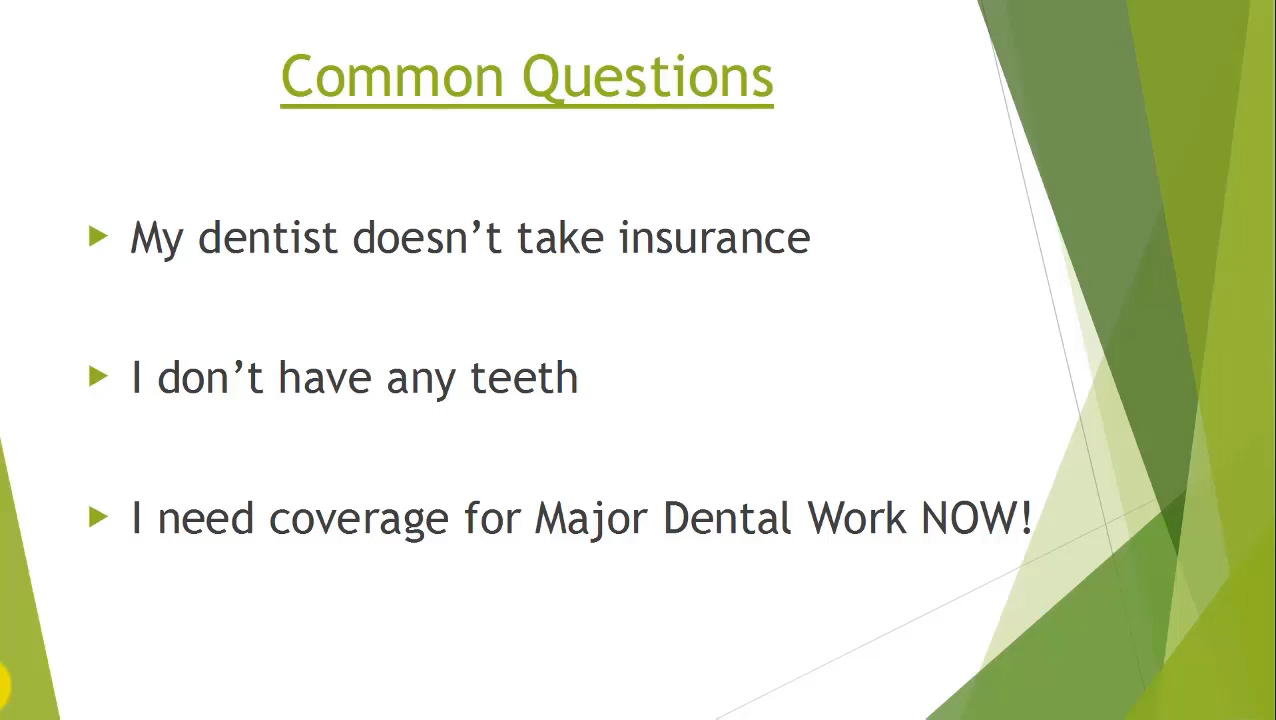 Common Questions
My dentist doesn’t take insurance
I don’t have any teeth
I need coverage for Major Dental Work NOW!